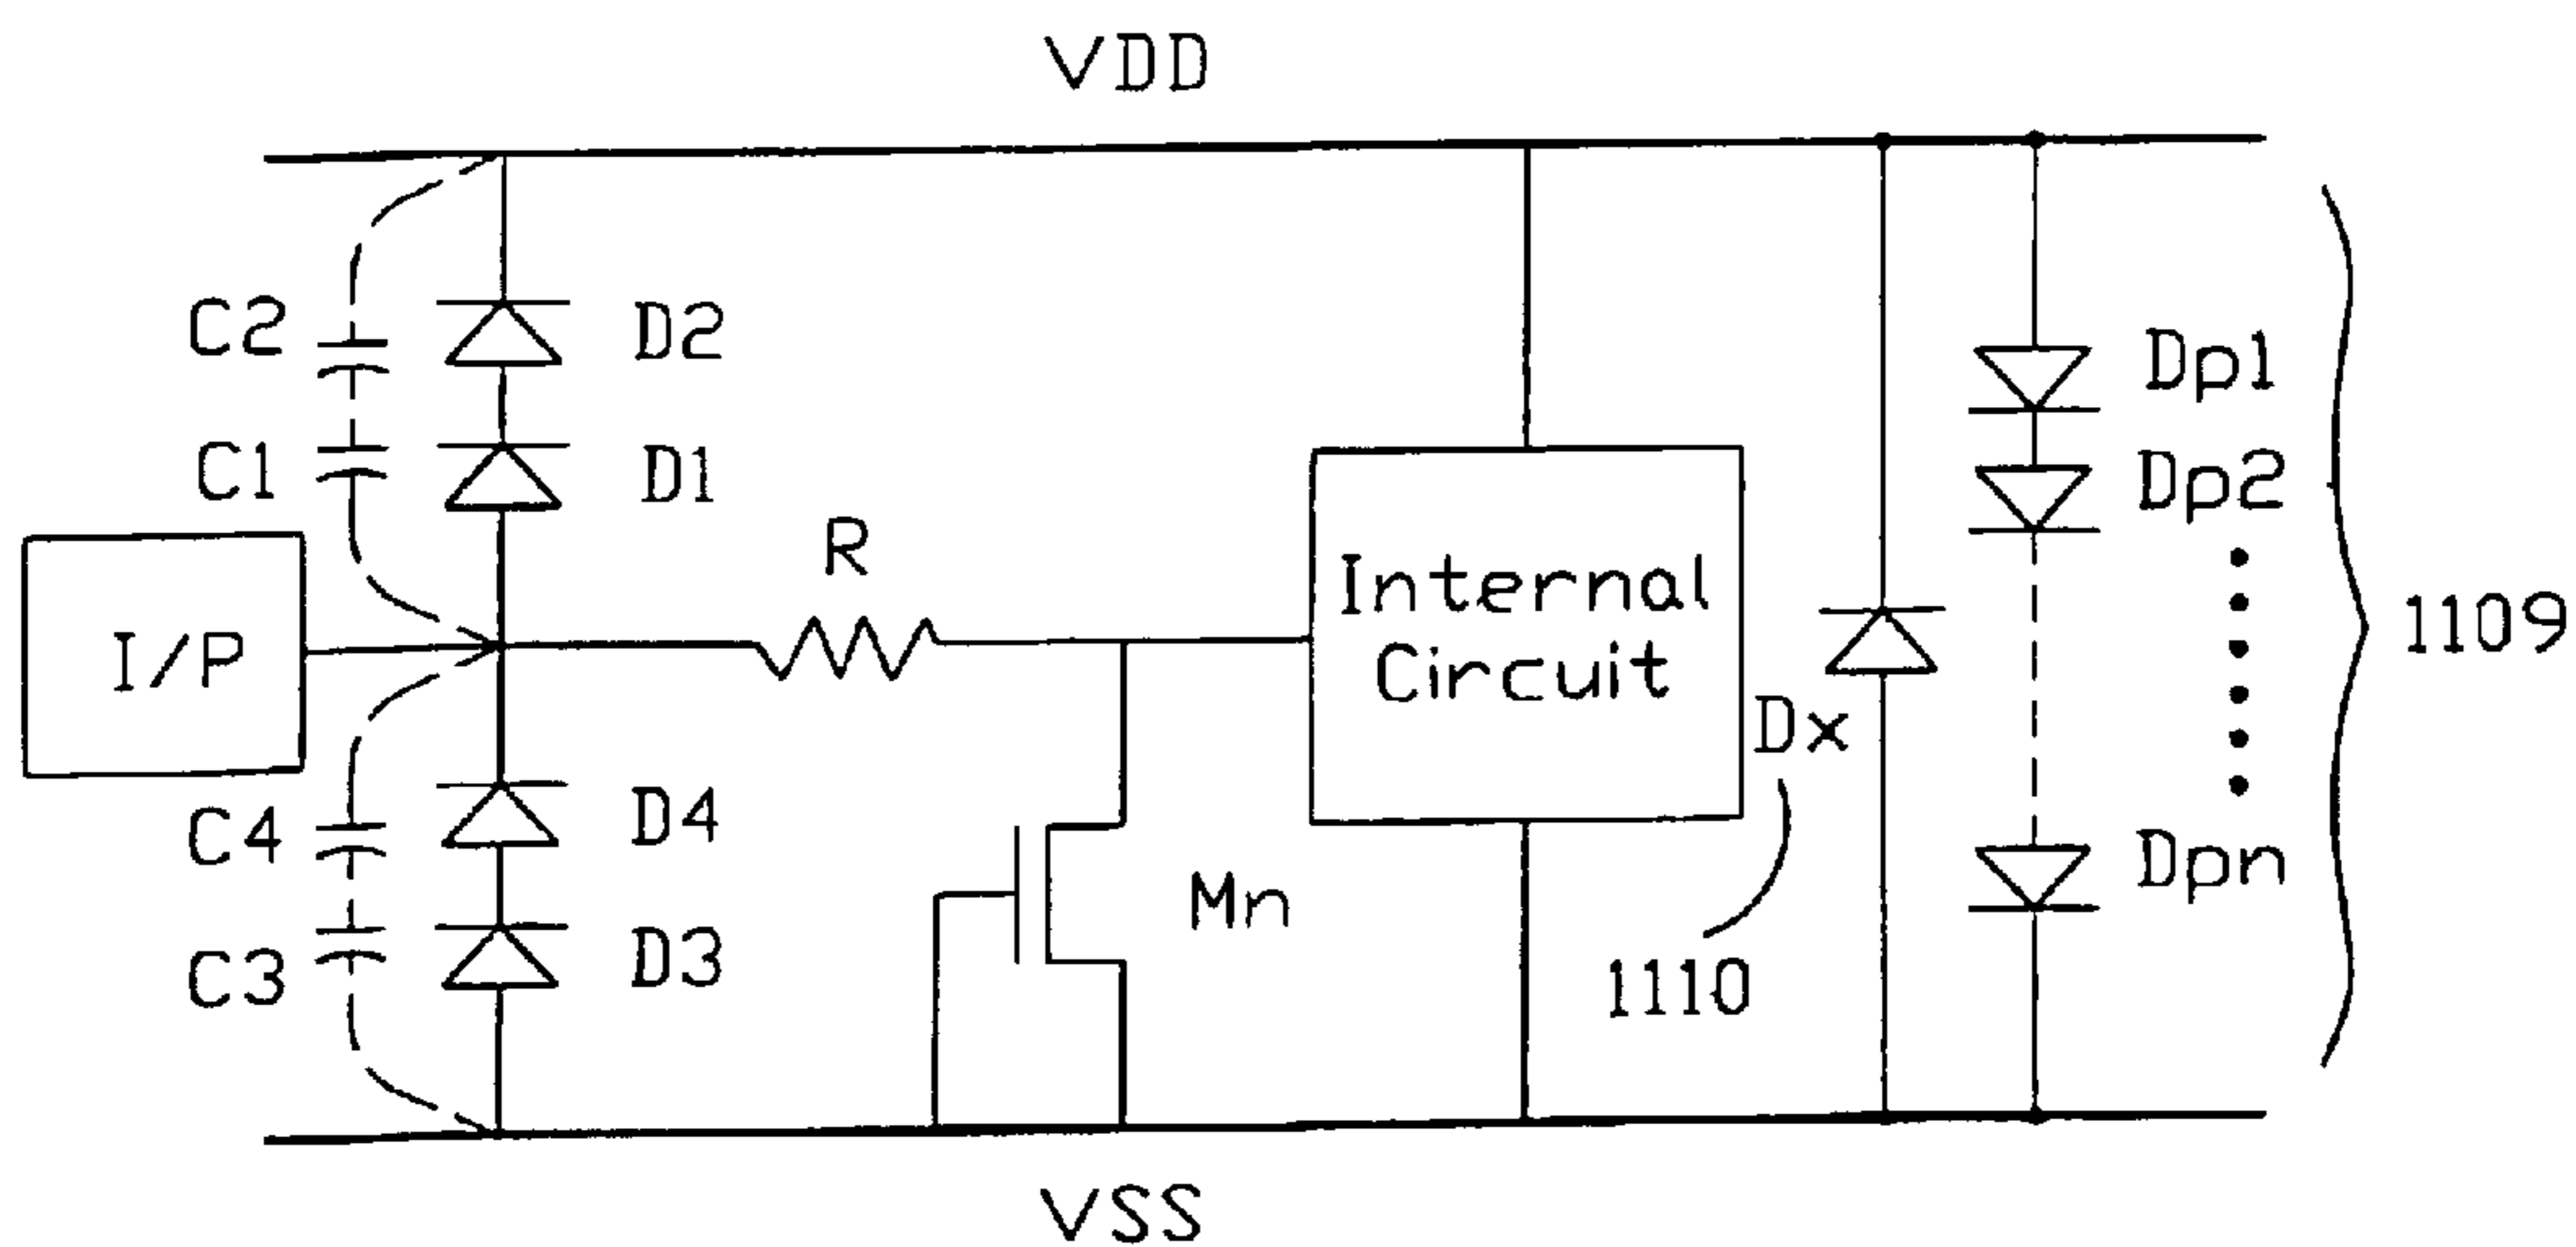 VDD
C2
D2
C1
D1
I/P
R
Internal
Circuit
C4
D4
C3
D3
Mn
Dx
1110
Dp1
Dp2
Dpn
1109
VSS